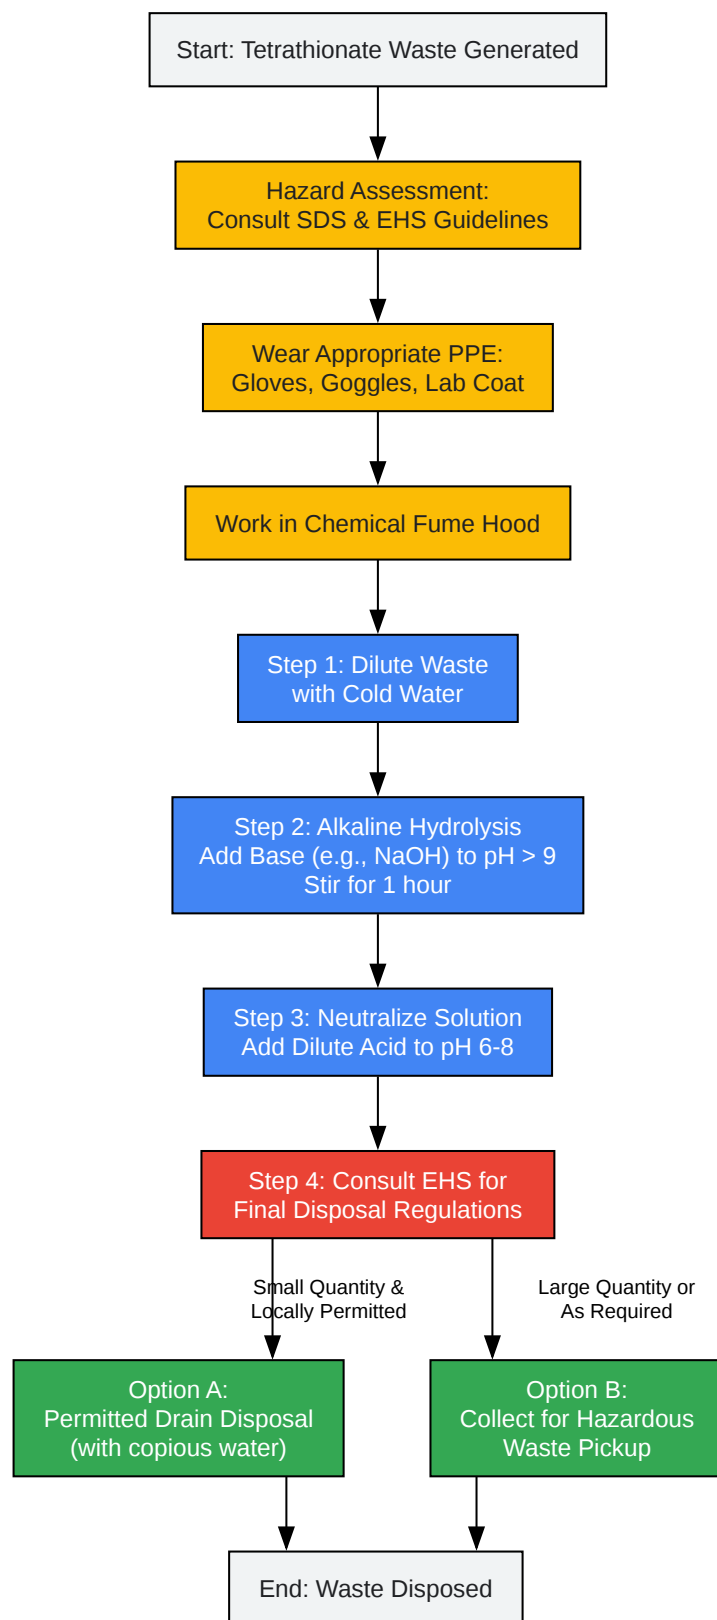 Start: Tetrathionate Waste Generated
Hazard Assessment:
Consult SDS & EHS Guidelines
Wear Appropriate PPE:
Gloves, Goggles, Lab Coat
Work in Chemical Fume Hood
Step 1: Dilute Waste
with Cold Water
Step 2: Alkaline Hydrolysis
Add Base (e.g., NaOH) to pH > 9
Stir for 1 hour
Step 3: Neutralize Solution
Add Dilute Acid to pH 6-8
Step 4: Consult EHS for
Final Disposal Regulations
Small Quantity &
Locally Permitted
Large Quantity or
As Required
Option A:
Permitted Drain Disposal
(with copious water)
Option B:
Collect for Hazardous
Waste Pickup
End: Waste Disposed